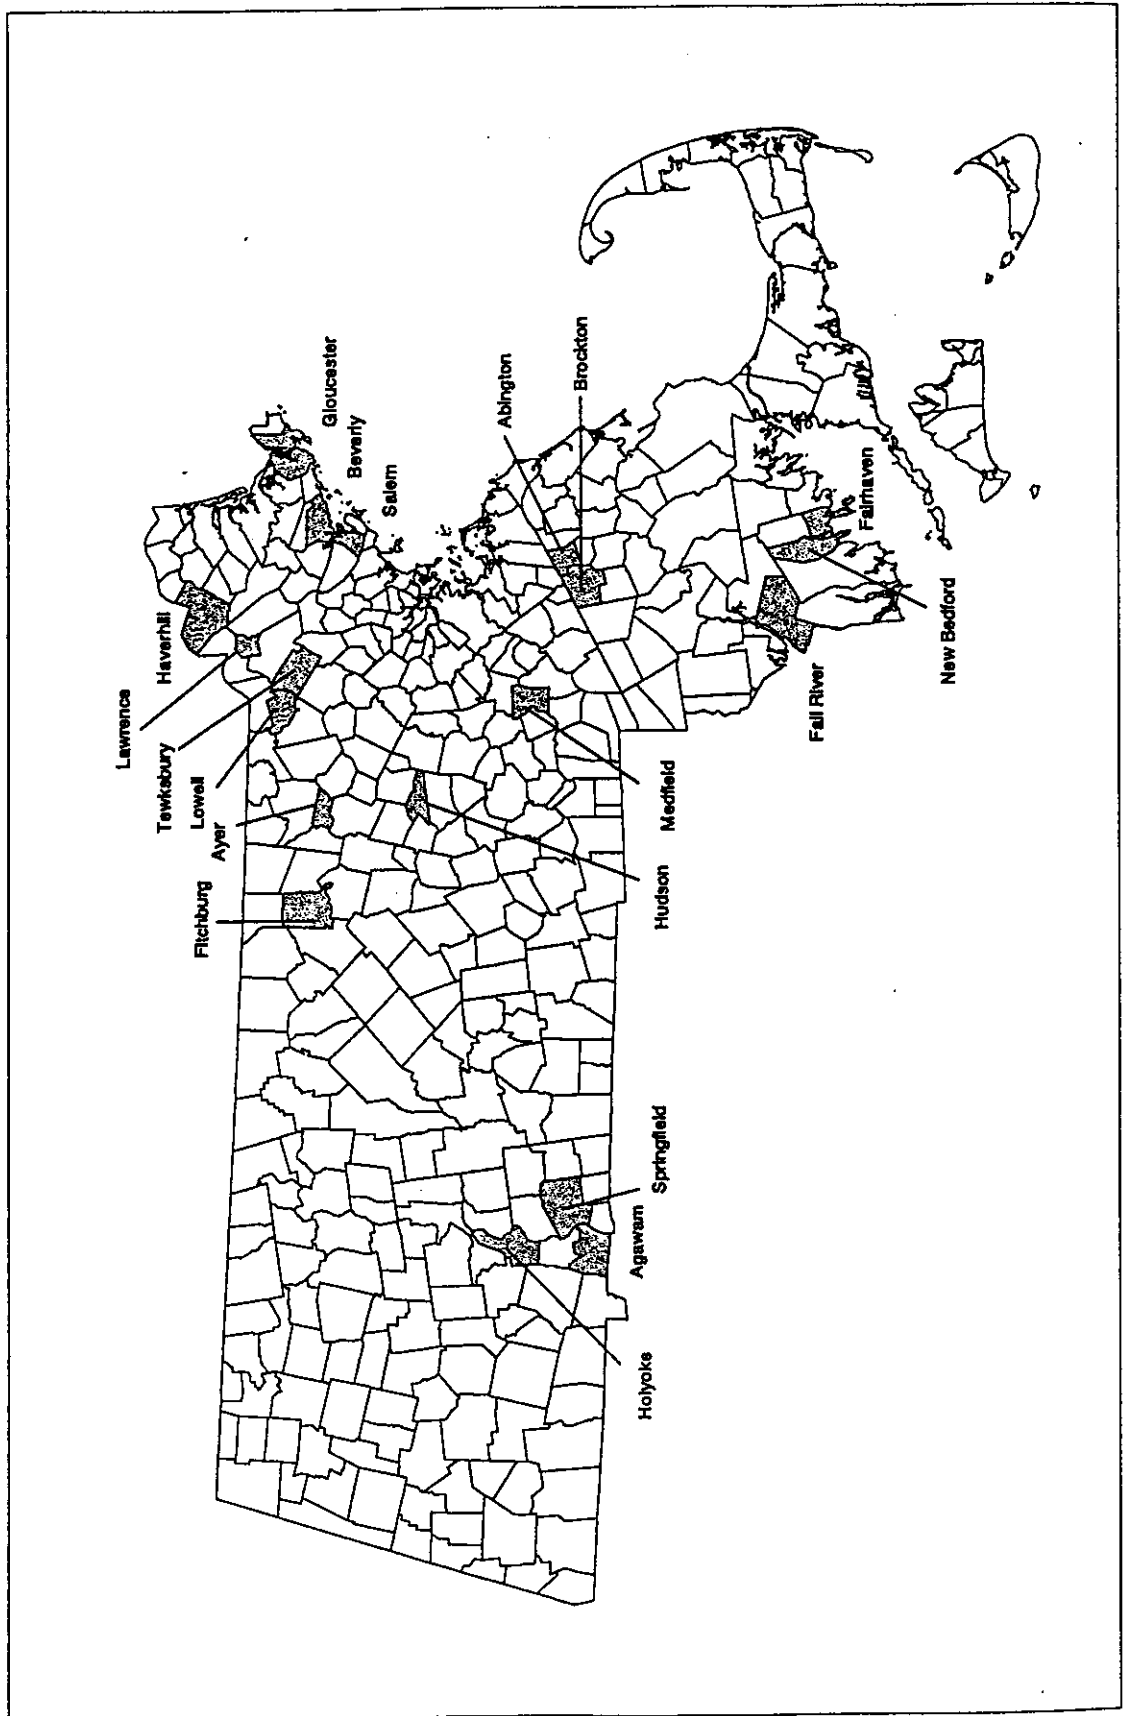 Lawrence
Haverhill
Tewksbury
Lowell
Ayer
Fitchburg
Gloucester
Beverly
Salem
Abington
Brockton
Fairhaven
New Bedford
Fall River
Medfield
Hudson
Springfield
Agawam
Holyoke